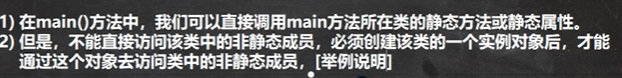 1) 在main()方法中，我们可以直接调用main方法所在类的静态方法或静态属性。
2) 但是，不能直接访问该类中的非静态成员，必须创建该类的一个实例对象后，才能
通过这个对象去访问类中的非静态成员，[举例说明]